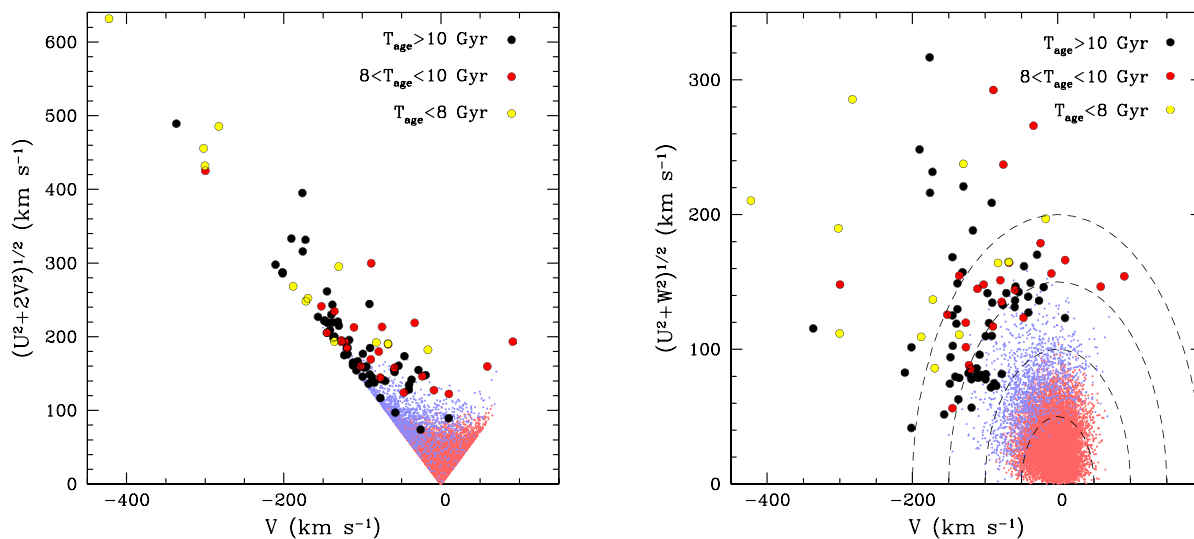 T_age>10 Gyr
8<T_age<10 Gyr
T_age<8 Gyr
(U²+2V²)^1/2 (km s⁻¹)
600
500
400
300
200
100
0
-400
-200
0
V (km s⁻¹)
T_age>10 Gyr
8<T_age<10 Gyr
T_age<8 Gyr
(U²+W²)^1/2 (km s⁻¹)
300
200
100
0
-400
-200
0
V (km s⁻¹)